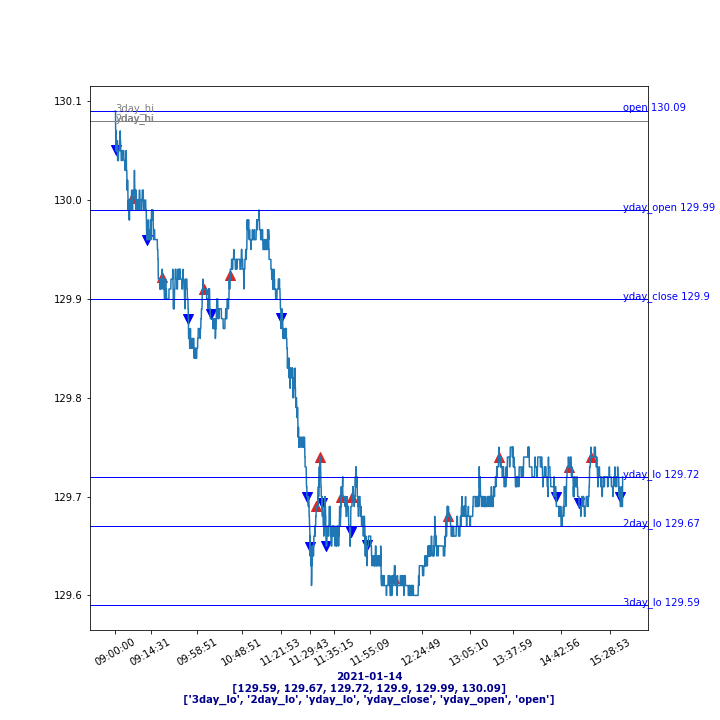 130.1
130.0
129.9
129.8
129.7
129.6
3day_hi
yday_hi
open 130.09
yday_open 129.99
yday_close 129.9
yday_lo 129.72
2day_lo 129.67
3day_lo 129.59
09:00:00 09:14:31 09:58:51 10:48:51 11:21:53 11:29:43 11:35:15 11:55:09 12:24:49 13:05:10 13:37:59 14:42:56 15:28:53
2021-01-14
[129.59, 129.67, 129.72, 129.9, 129.99, 130.09]
['3day_lo', '2day_lo', 'yday_lo', 'yday_close', 'yday_open', 'open']